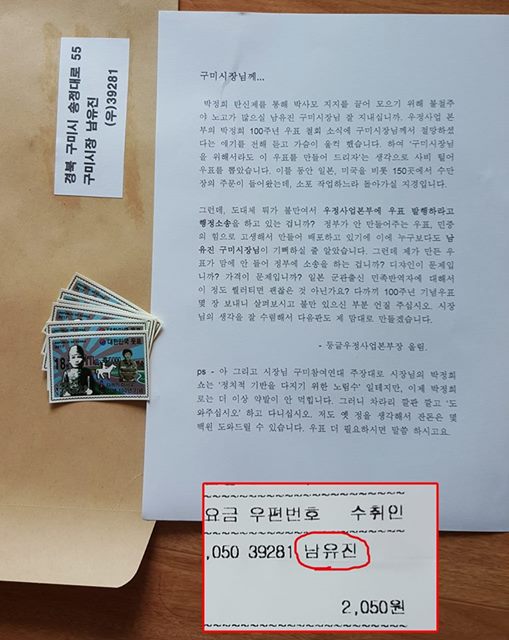 경북 구미시 송정대로 55
구미시장 남유진
(우)39281
구미시장님께...
박정희 탄신제를 통해 박사모 지지를 끌어 모으기 위해 불철주
야 노고가 많으실 남유진 구미시장님 잘 지내십니까. 우정사업 본
부의 박정희 100주년 우표 철회 소식에 구미시장님께서 절망하셨
다는 얘기를 전해 듣고 가슴이 울컥 했습니다. 하여 '구미시장님
을 위해서라도 이 우표를 만들어 드리자'는 생각으로 사비 털어
우표를 뽑았습니다. 이틀 동안 일본, 미국을 비롯 150곳에서 수만
장의 주문이 들어왔는데, 소포 작업하느라 돌아가실 지경입니다.
그런데, 도대체 뭐가 불만여서 우정사업본부에 우표 발행하라고
행정소송을 하고 있는 겁니까? 정부가 안 만들어주는 우표, 민중
의 힘으로 고생해서 만들어 배포하고 있기에 이에 누구보다도 남
유진 구미시장님이 기뻐하실 줄 알았습니다. 그런데 제가 만든 우
표가 맘에 안 들어 정부에 소송을 하는 겁니까? 디자인이 문제입
니까? 가격이 문제입니까? 일본 군관출신 민족반역자에 대해서
이 정도 퀄러티면 괜찮은 것 아닌가요? 다까끼 100주년 기념우표
몇 장 보내니 살펴보시고 불만 있으신 부분 언질 주십시오. 시장
님의 생각을 잘 수렴해서 다음판도 제 맘대로 만들겠습니다.
- 둥글우정사업본부장 올림.
ps - 아 그리고 시장님 구미참여연대 주장대로 시장님의 박정희
쇼는 '정치적 기반을 다지기 위한 노림수' 일테지만, 이제 박정희
로는 더 이상 약발이 안 먹힙니다. 그러니 차라리 깔판 깔고 '도
와주십시오' 하고 다니십시오. 저도 옛 정을 생각해서 잔돈은 몇
백원 도와드릴 수 있습니다. 우표 더 필요하시면 말씀 하시고요.
대한민국
18
요금 우편번호 수취인
,050 39281 남유진
2,050원